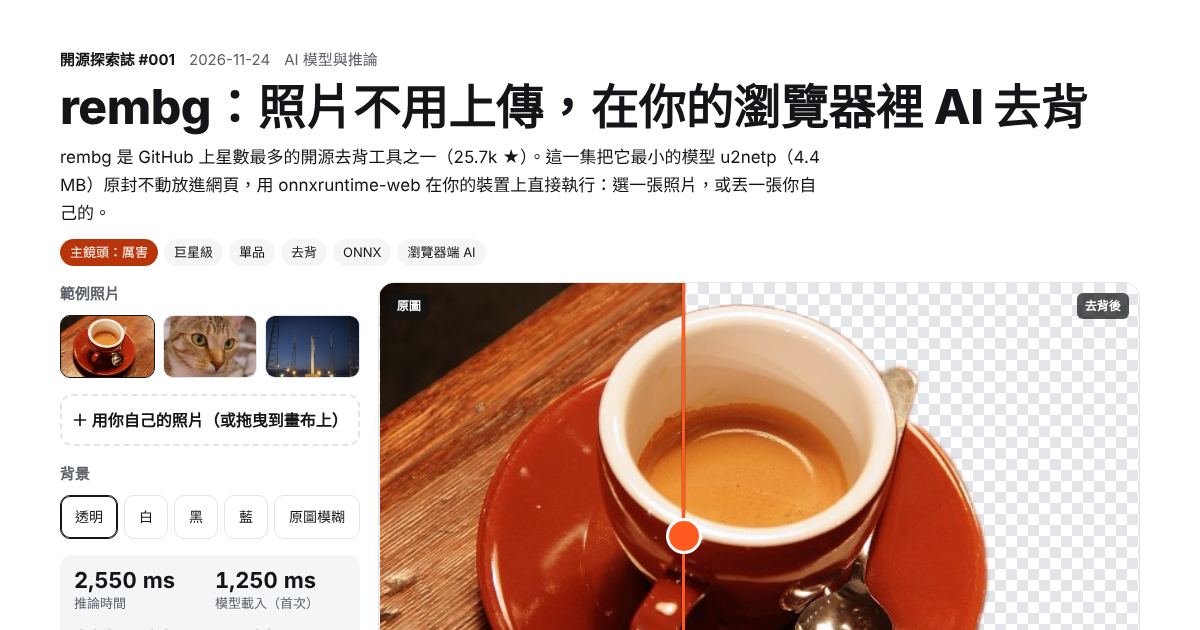 開源探索誌 #001 2026-11-24 AI 模型與推論
rembg：照片不用上傳，在你的瀏覽器裡 AI 去背
rembg 是 GitHub 上星數最多的開源去背工具之一（25.7k ★）。這一集把它最小的模型 u2netp（4.4
MB）原封不動放進網頁，用 onnxruntime-web 在你的裝置上直接執行：選一張照片，或丟一張你自
己的。
主鏡頭：厲害 巨星級 單品 去背 ONNX 瀏覽器端 AI
範例照片
原圖
去背後
＋ 用你自己的照片（或拖曳到畫布上）
背景
透明 白 黑 藍 原圖模糊
2,550 ms 1,250 ms
推論時間 模型載入（首次）